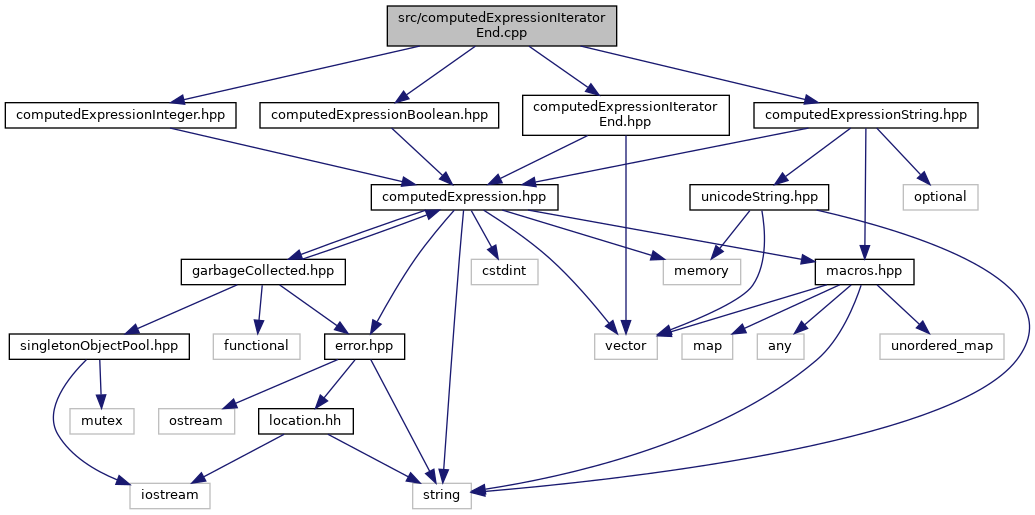 src/computedExpressionIterator
End.cpp
computedExpressionInteger.hpp
computedExpressionBoolean.hpp
computedExpressionIterator
End.hpp
computedExpressionString.hpp
computedExpression.hpp
unicodeString.hpp
optional
garbageCollected.hpp
cstdint
memory
macros.hpp
singletonObjectPool.hpp
functional
error.hpp
vector
map
any
unordered_map
mutex
ostream
location.hh
iostream
string